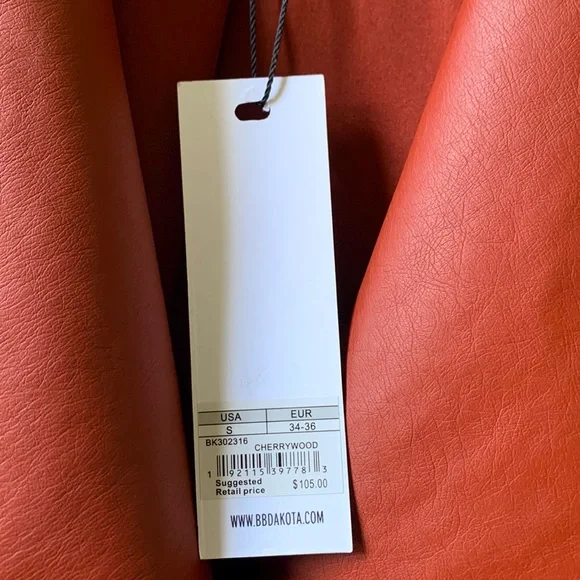 USA EUR
S 34-36
BK302316
CHERRYWOOD
1 92115 39778 3
Suggested
Retail price $105.00
WWW.BBDAKOTA.COM